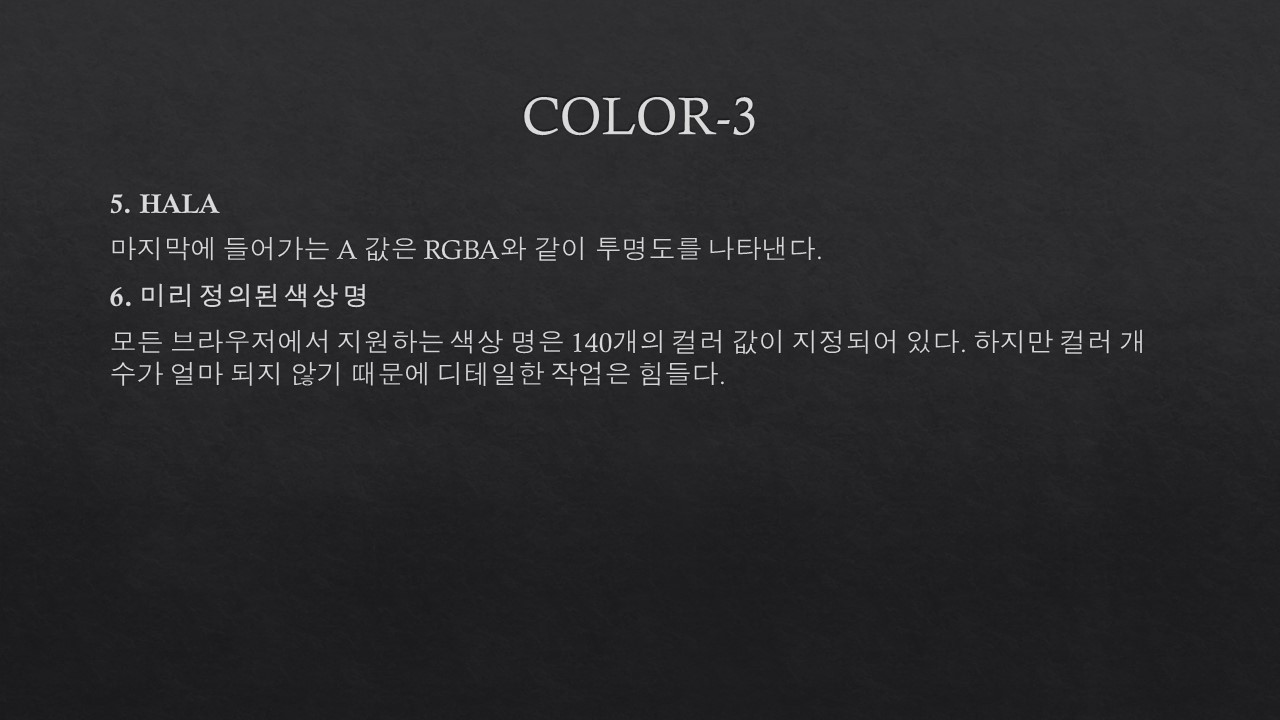 COLOR-3
5. HALA
마지막에 들어가는 A 값은 RGBA와 같이 투명도를 나타낸다.
6. 미리 정의된 색상 명
모든 브라우저에서 지원하는 색상 명은 140개의 컬러 값이 지정되어 있다. 하지만 컬러 개
수가 얼마 되지 않기 때문에 디테일한 작업은 힘들다.